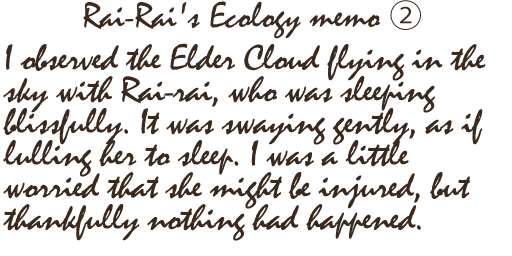 Rai-Rai's Ecology memo ②
I observed the Elder Cloud flying in the
sky with Rai-rai, who was sleeping
blissfully. It was swaying gently, as if
lulling her to sleep. I was a little
worried that she might be injured, but
thankfully nothing had happened.